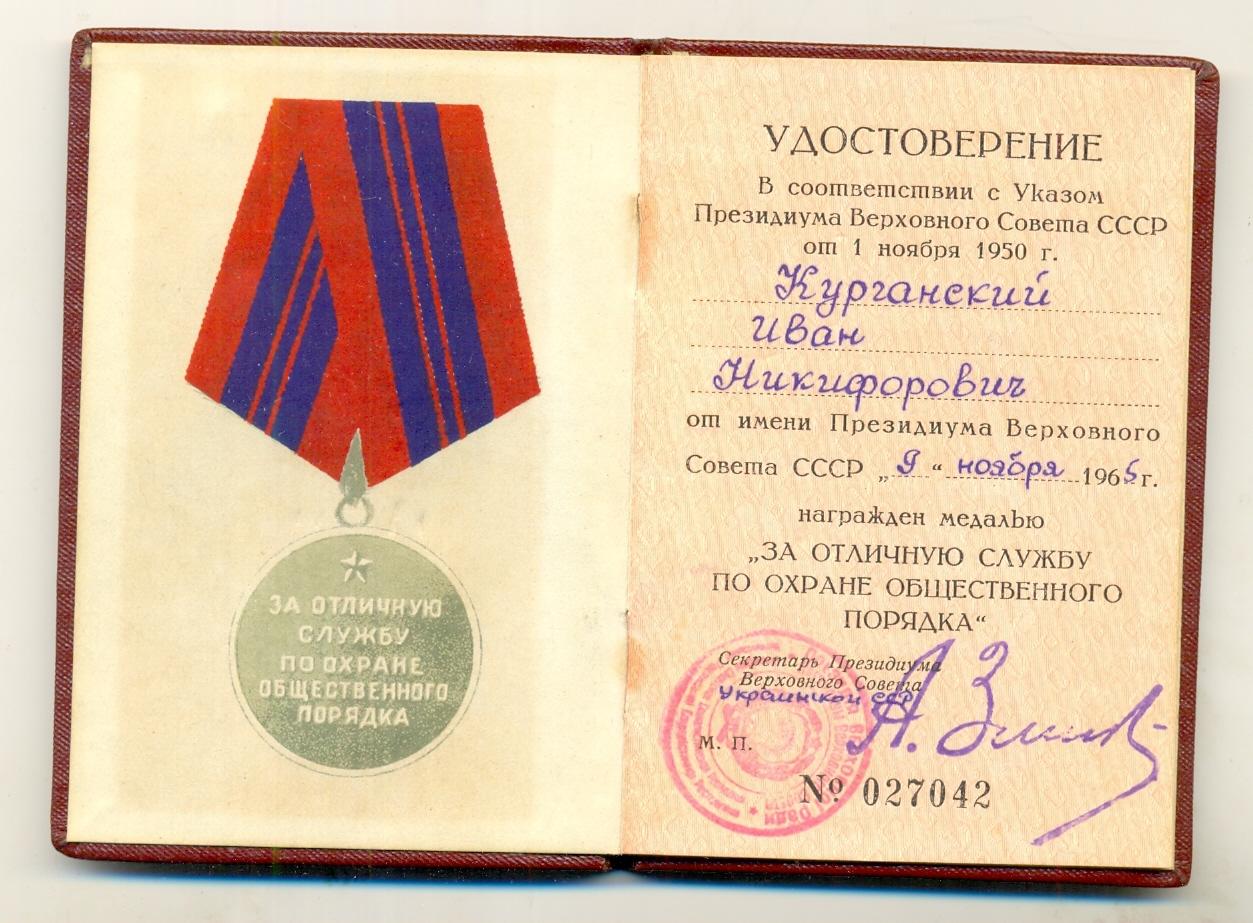 ЗА ОТЛИЧНУЮ
СЛУЖБУ
ПО ОХРАНЕ
ОБЩЕСТВЕННОГО
ПОРЯДКА
УДОСТОВЕРЕНИЕ
В соответствии с Указом
Президиума Верховного Совета СССР
от 1 ноября 1950 г.
Курганский
Иван
Никифорович
от имени Президиума Верховного
Совета СССР „9“ ноября 1965 г.
награжден медалью
„ЗА ОТЛИЧНУЮ СЛУЖБУ
ПО ОХРАНЕ ОБЩЕСТВЕННОГО
ПОРЯДКА“
Секретарь Президиума
Верховного Совета
Украинской ССР
М. П.
№ 027042